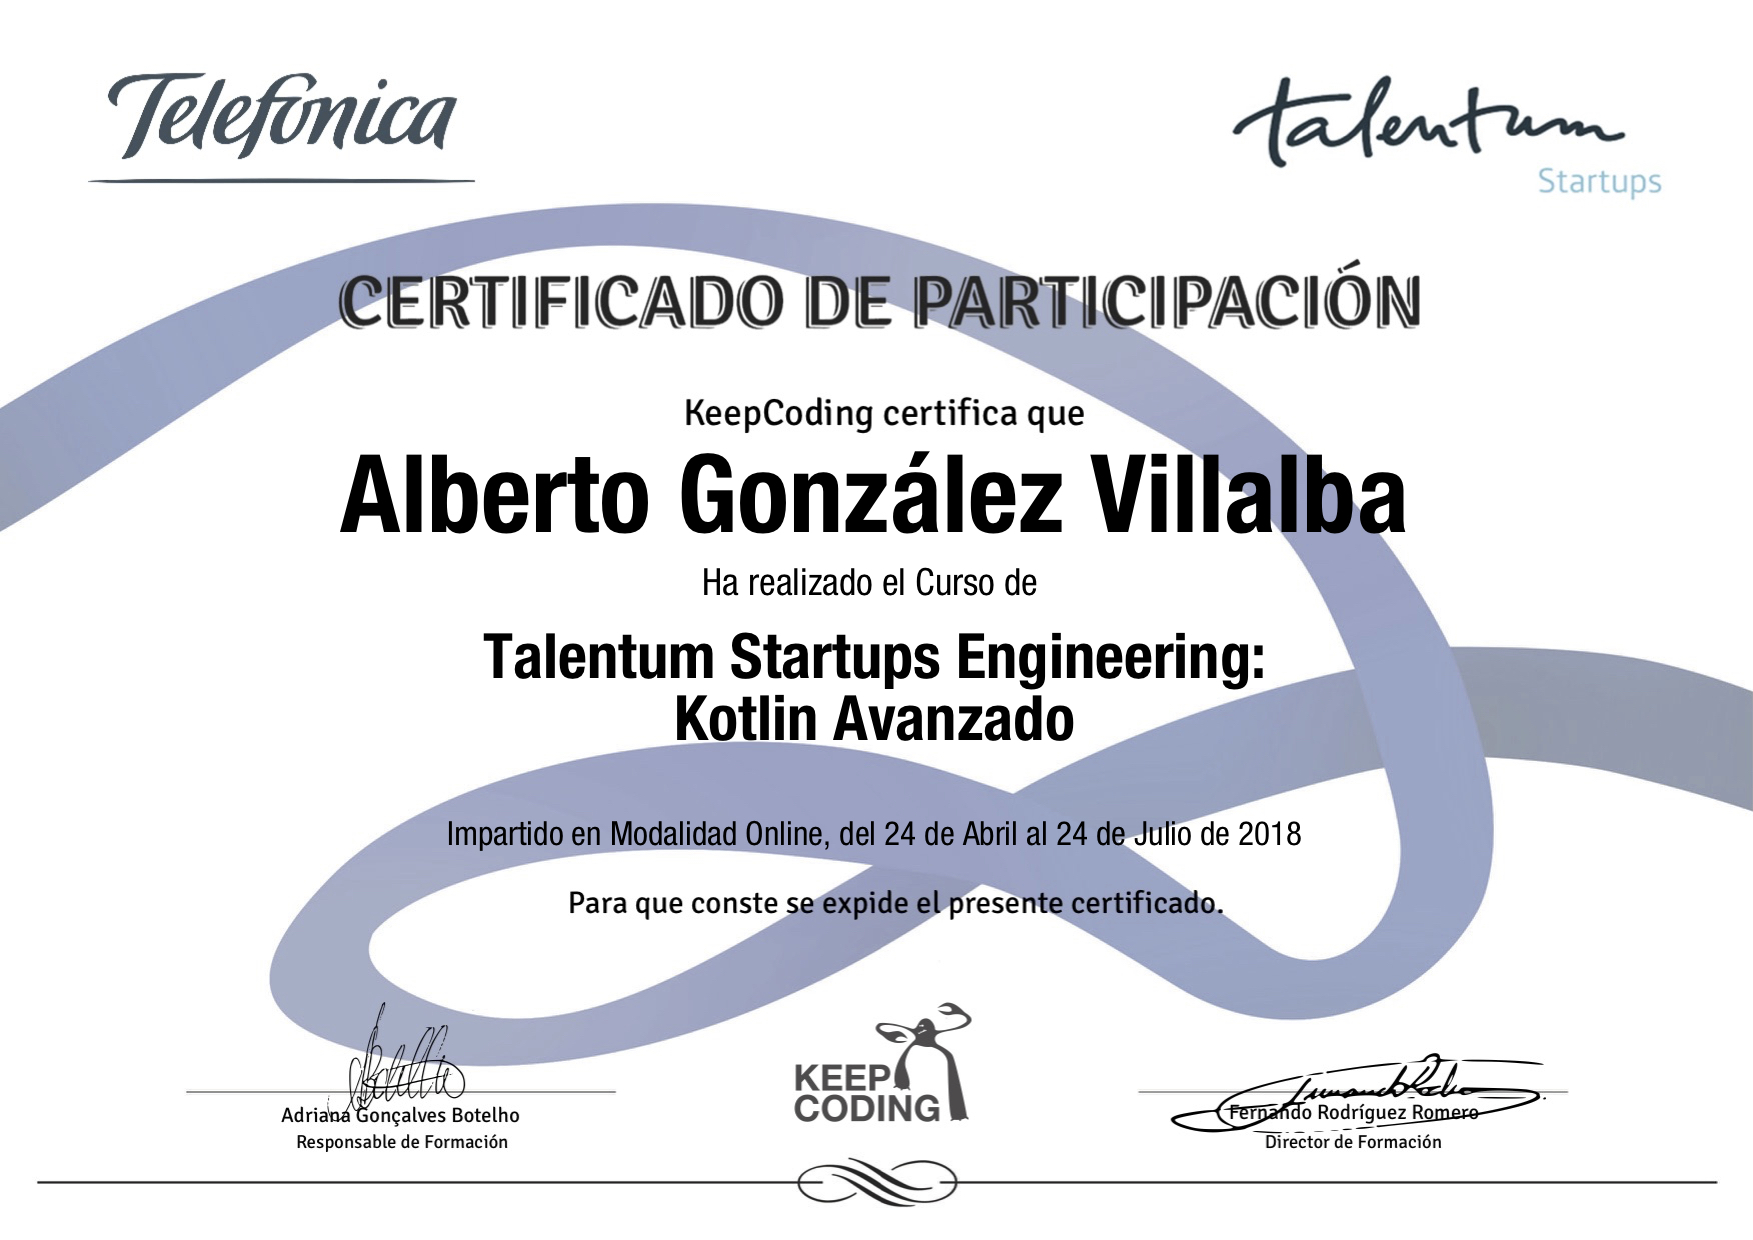 Telefónica
talentum
Startups
CERTIFICADO DE PARTICIPACIÓN
KeepCoding certifica que
Alberto González Villalba
Ha realizado el Curso de
Talentum Startups Engineering:
Kotlin Avanzado
Impartido en Modalidad Online, del 24 de Abril al 24 de Julio de 2018
Para que conste se expide el presente certificado.
KEEP
CODING
Adriana Gonçalves Botelho
Responsable de Formación
Fernando Rodríguez Romero
Director de Formación